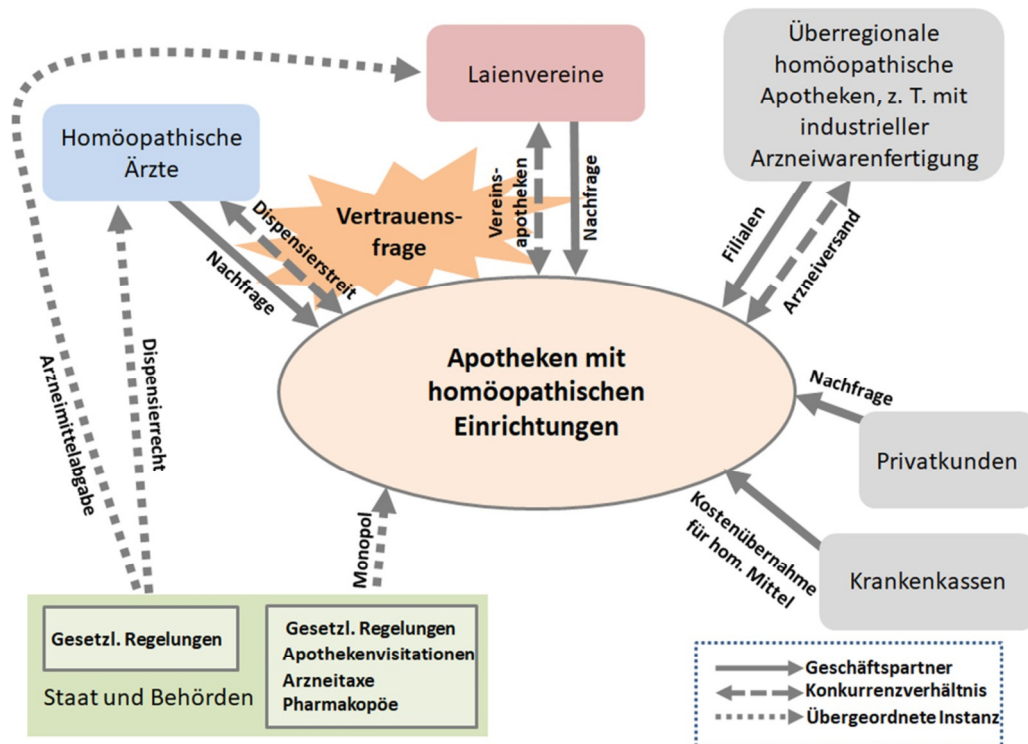 Laienvereine
Überregionale
homöopathische
Apotheken, z. T. mit
industrieller
Arzneiwarenfertigung
Homöopathische
Ärzte
Vertrauens-
frage
Dispensierstreit
Nachfrage
Vereins-
apotheken
Nachfrage
Filialen
Arzneiversand
Apotheken mit
homöopathischen
Einrichtungen
Nachfrage
Privatkunden
Kostenübernahme
für hom. Mittel
Krankenkassen
Arzneimittelabgabe
Dispensierrecht
Monopol
Gesetzl. Regelungen
Staat und Behörden
Gesetzl. Regelungen
Apothekenvisitationen
Arzneitaxe
Pharmakopöe
Geschäftspartner
Konkurrenzverhältnis
Übergeordnete Instanz